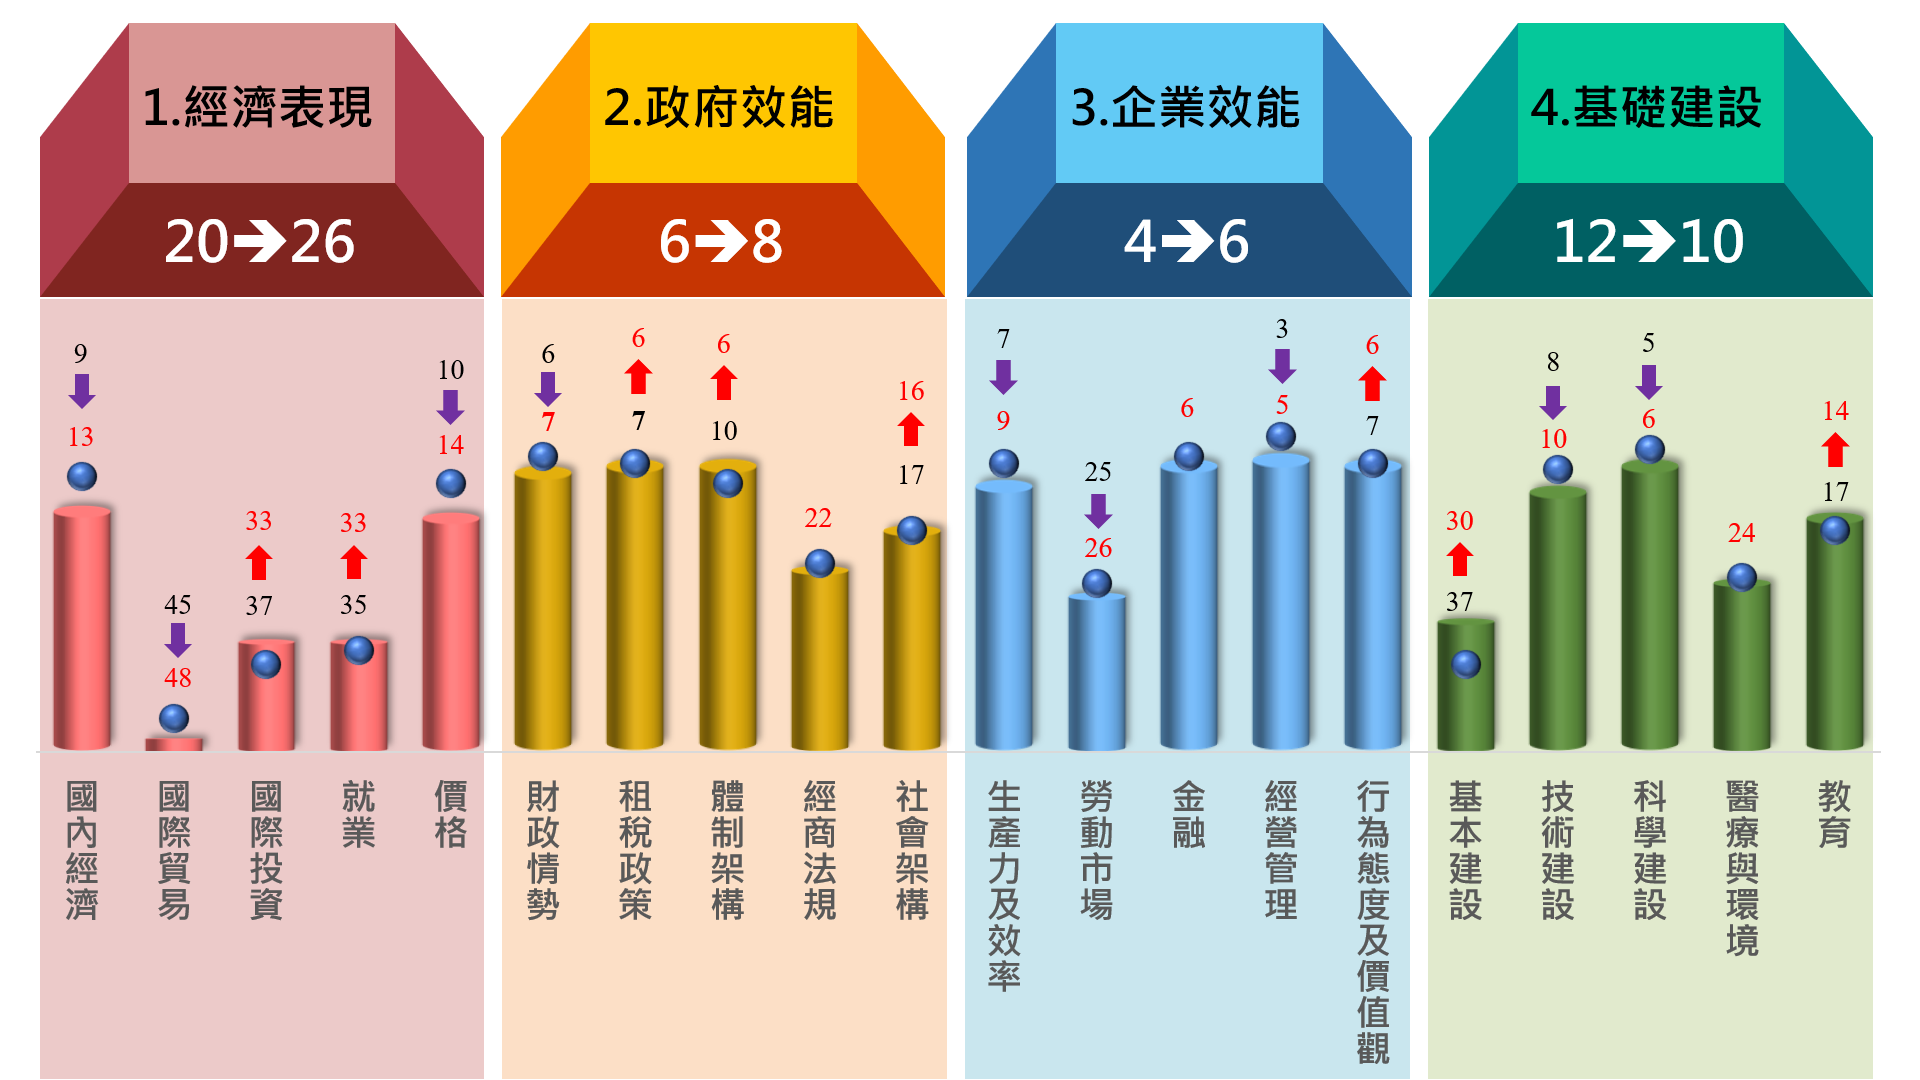 1.經濟表現
20➔26
9
13
45
48
33
37
33
35
10
14
國內經濟
國際貿易
國際投資
就業
價格
2.政府效能
6➔8
6
7
6
7
6
10
22
16
17
財政情勢
租稅政策
體制架構
經商法規
社會架構
3.企業效能
4➔6
7
9
25
26
6
3
5
6
7
生產力及效率
勞動市場
金融
經營管理
行為態度及價值觀
4.基礎建設
12➔10
30
37
8
10
5
6
24
14
17
基本建設
技術建設
科學建設
醫療與環境
教育